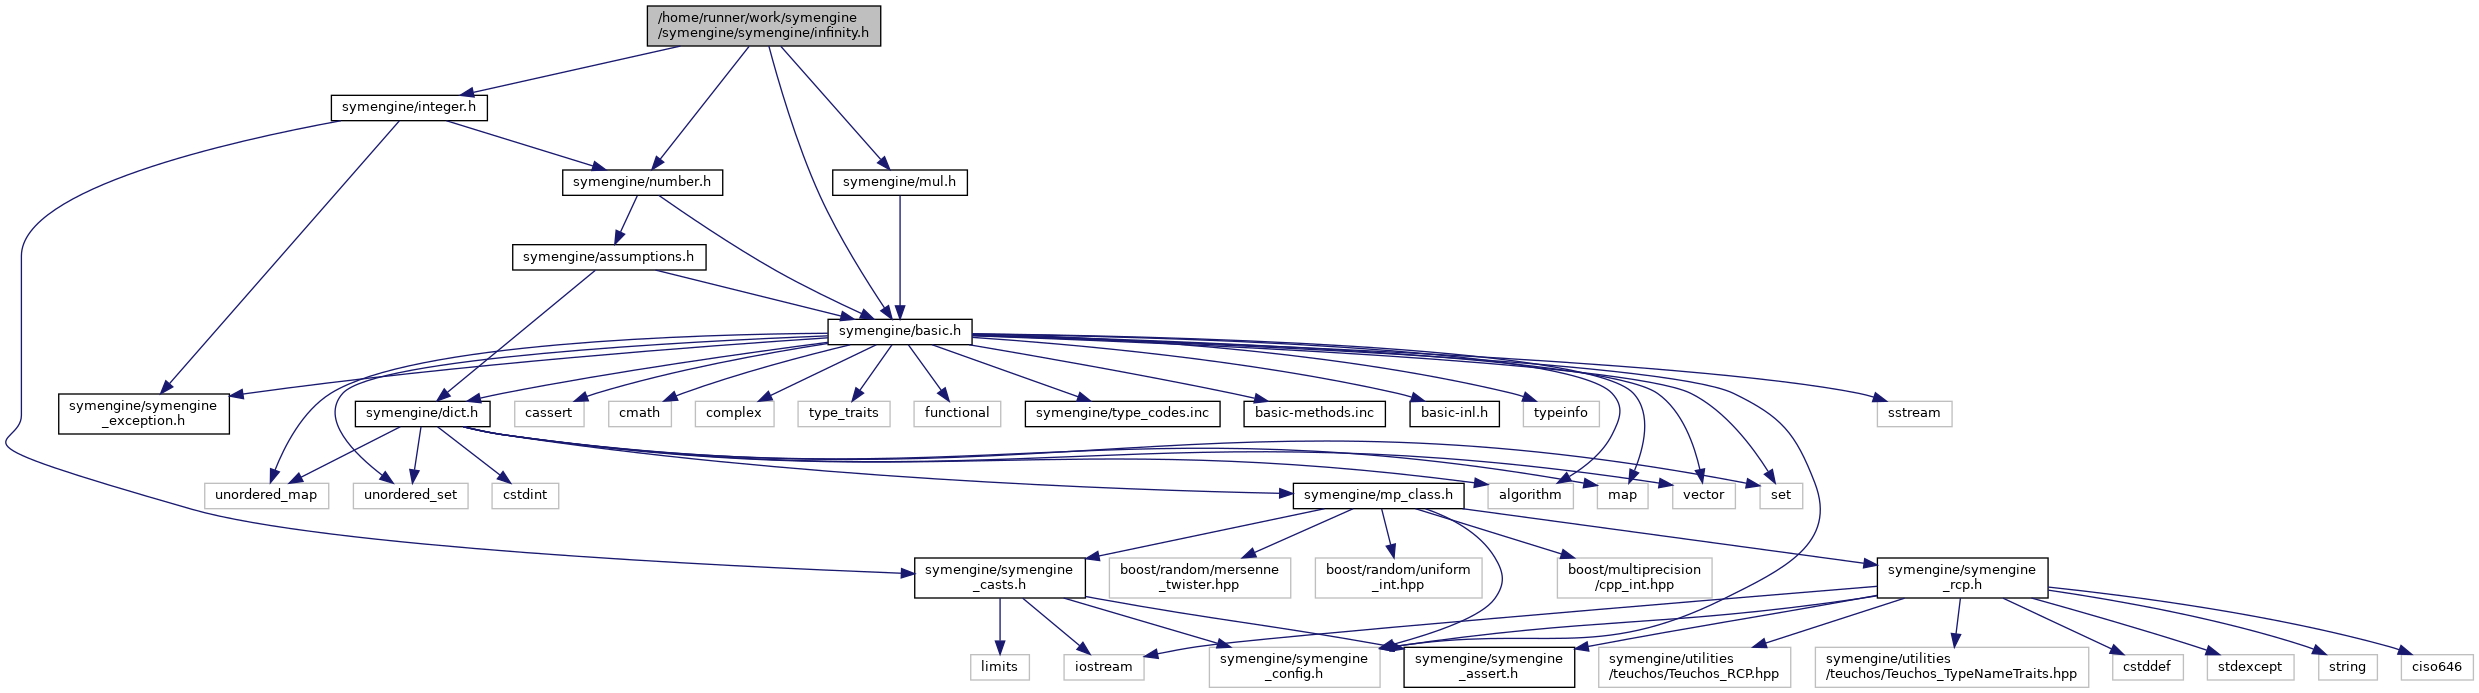 /home/runner/work/symengine
/symengine/symengine/infinity.h
symengine/integer.h
symengine/number.h
symengine/mul.h
symengine/assumptions.h
symengine/basic.h
symengine/symengine
_exception.h
symengine/dict.h
cassert
cmath
complex
type_traits
functional
symengine/type_codes.inc
basic-methods.inc
basic-inl.h
typeinfo
sstream
unordered_map
unordered_set
cstdint
symengine/mp_class.h
algorithm
map
vector
set
symengine/symengine
_casts.h
boost/random/mersenne
_twister.hpp
boost/random/uniform
_int.hpp
boost/multiprecision
/cpp_int.hpp
symengine/symengine
_rcp.h
limits
iostream
symengine/symengine
_config.h
symengine/symengine
_assert.h
symengine/utilities
/teuchos/Teuchos_RCP.hpp
symengine/utilities
/teuchos/Teuchos_TypeNameTraits.hpp
cstddef
stdexcept
string
ciso646